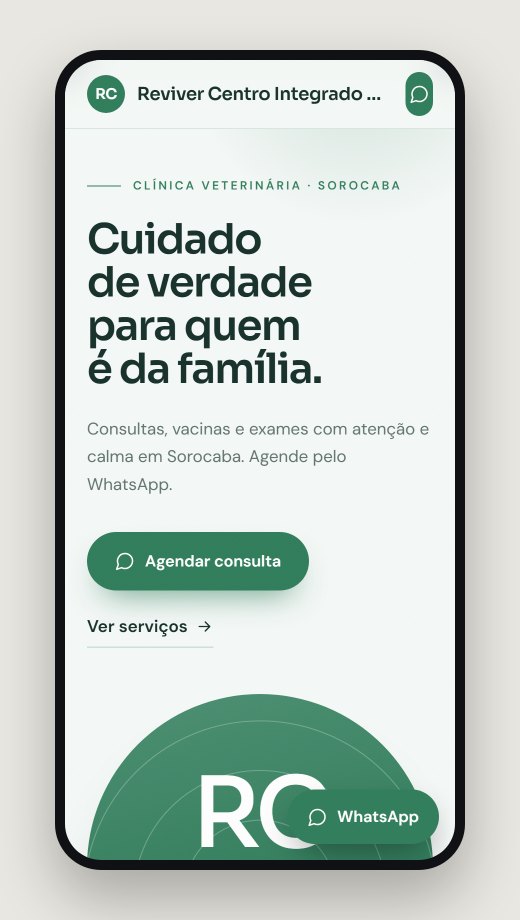 RC Reviver Centro Integrado ...
CLÍNICA VETERINÁRIA · SOROCABA
Cuidado
de verdade
para quem
é da família.
Consultas, vacinas e exames com atenção e
calma em Sorocaba. Agende pelo
WhatsApp.
Agendar consulta
Ver serviços →
RC
WhatsApp